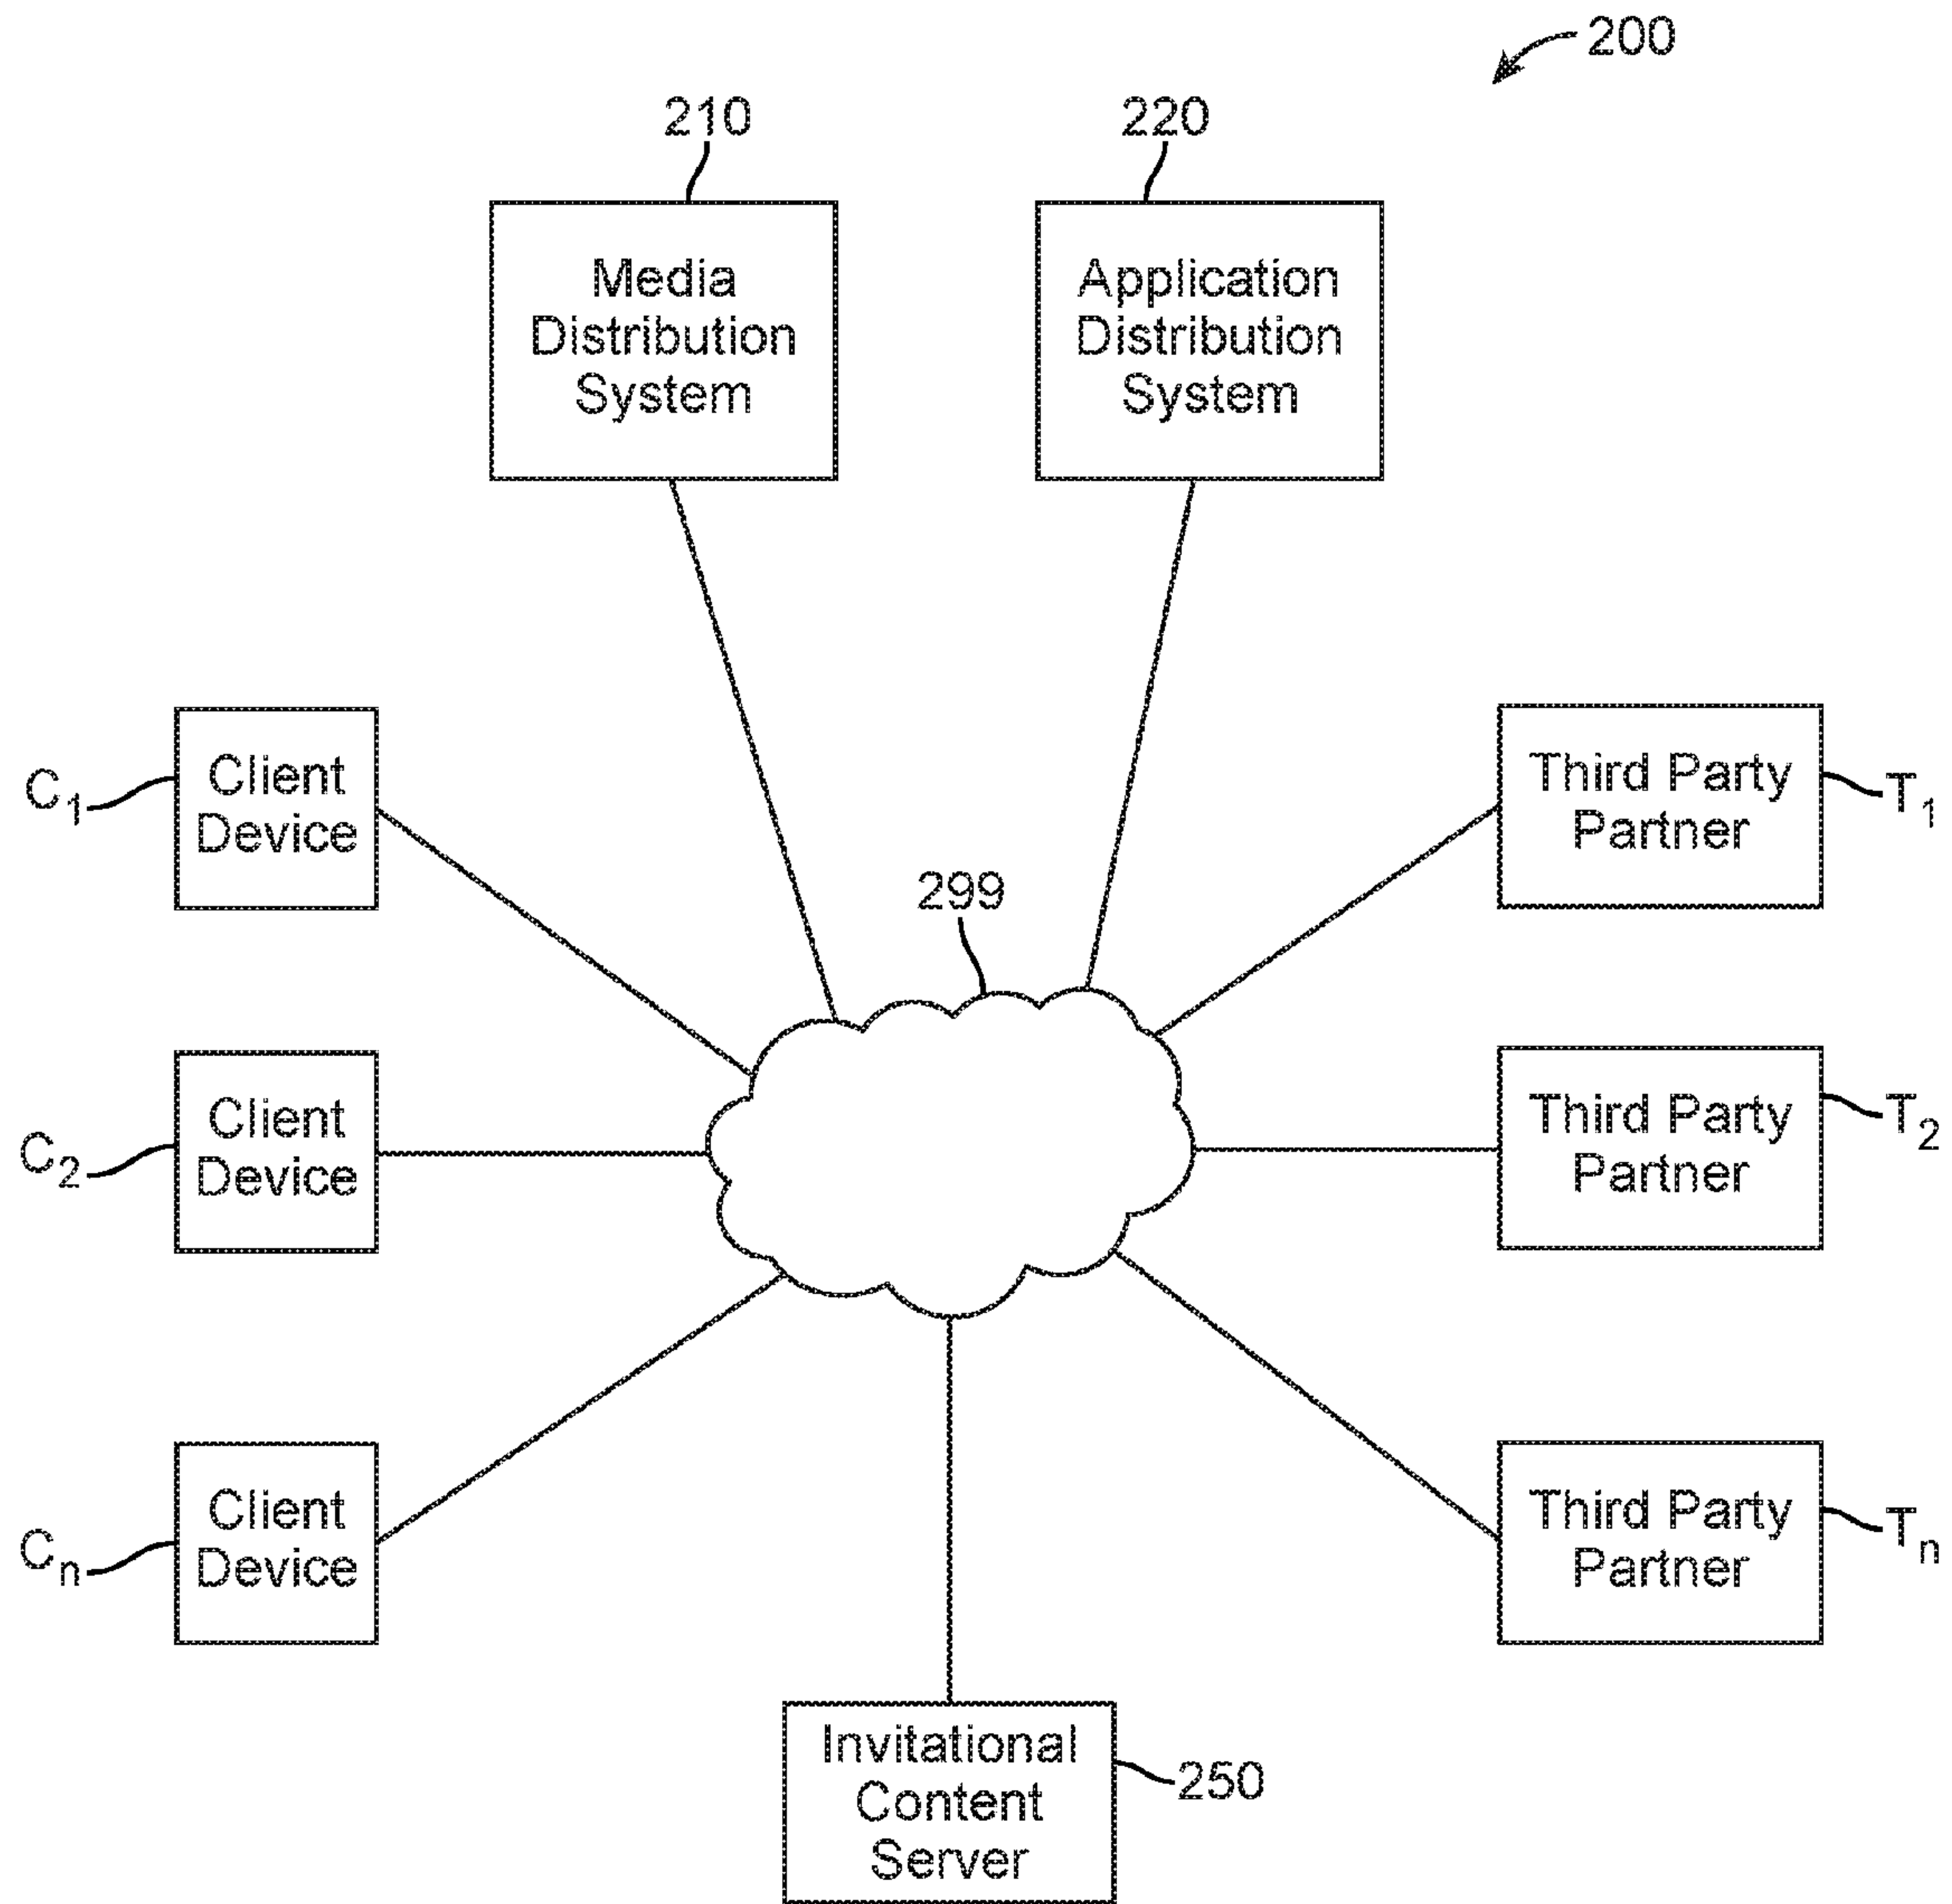 200
210
220
Media
Distribution
System
Application
Distribution
System
C1
Client
Device
Third Party
Partner
T1
299
C2
Client
Device
Third Party
Partner
T2
Cn
Client
Device
Third Party
Partner
Tn
Invitational
Content
Server
250